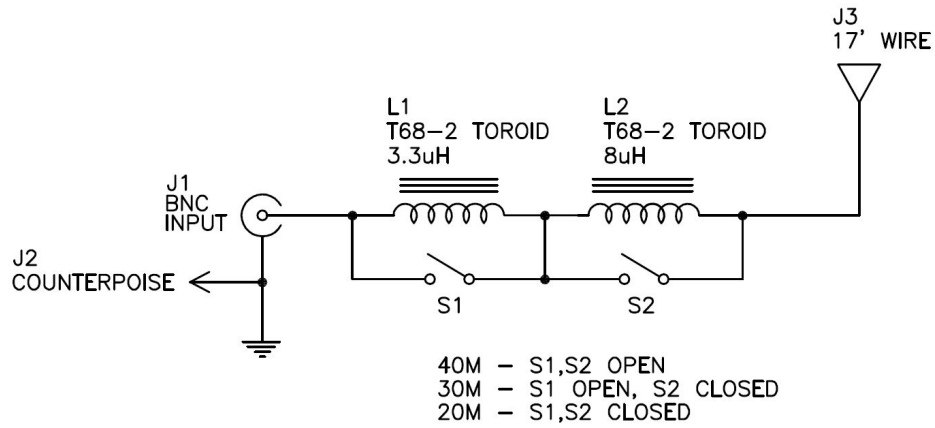 J3
17' WIRE
L1
T68-2 TOROID
3.3uH
L2
T68-2 TOROID
8uH
J1
BNC
INPUT
J2
COUNTERPOISE
S1
S2
40M - S1,S2 OPEN
30M - S1 OPEN, S2 CLOSED
20M - S1,S2 CLOSED